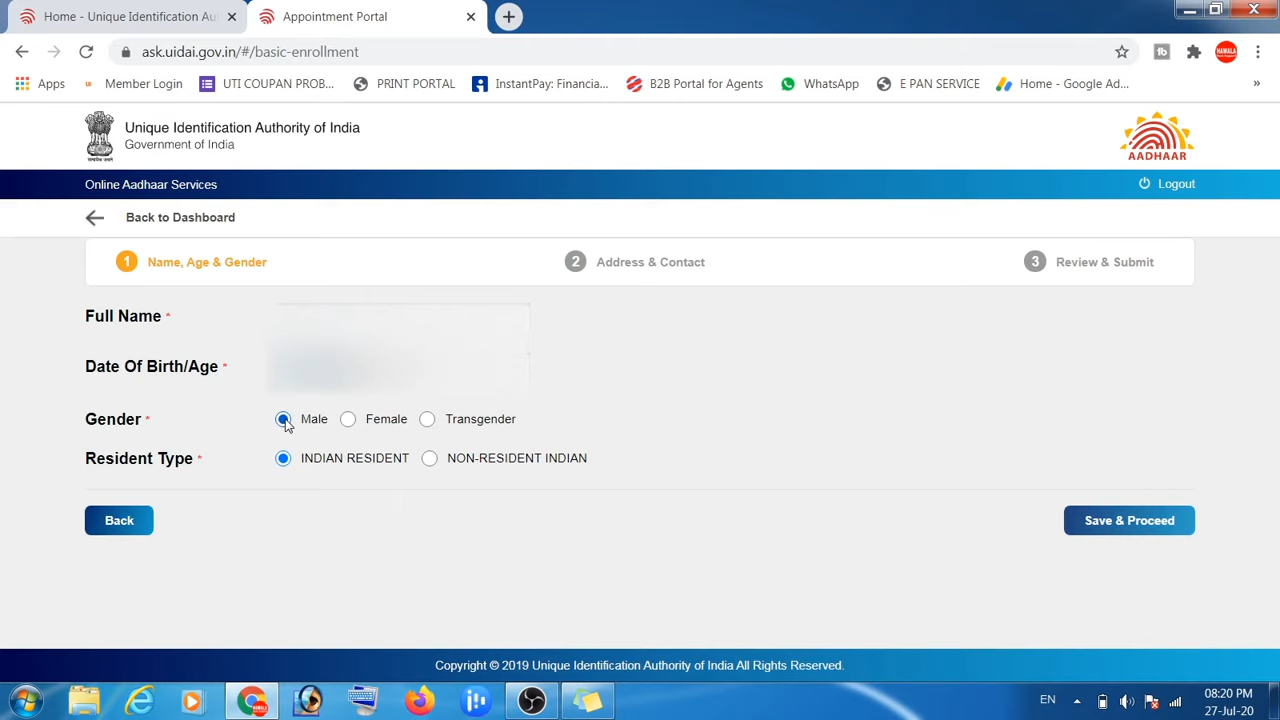 Home - Unique Identification Au
Appointment Portal
ask.uidai.gov.in/#/basic-enrollment
HAWALA
Apps
ui Member Login
UTI COUPAN PROB...
PRINT PORTAL
InstantPay: Financia...
B2B Portal for Agents
WhatsApp
E PAN SERVICE
Home - Google Ad...
»
Unique Identification Authority of India
Government of India
AADHAAR
Online Aadhaar Services
Logout
Back to Dashboard
1 Name, Age & Gender
2 Address & Contact
3 Review & Submit
Full Name *
Date Of Birth/Age *
Gender * Male Female Transgender
Resident Type * INDIAN RESIDENT NON-RESIDENT INDIAN
Back
Save & Proceed
Copyright © 2019 Unique Identification Authority of India All Rights Reserved.
EN
08:20 PM
27-Jul-20